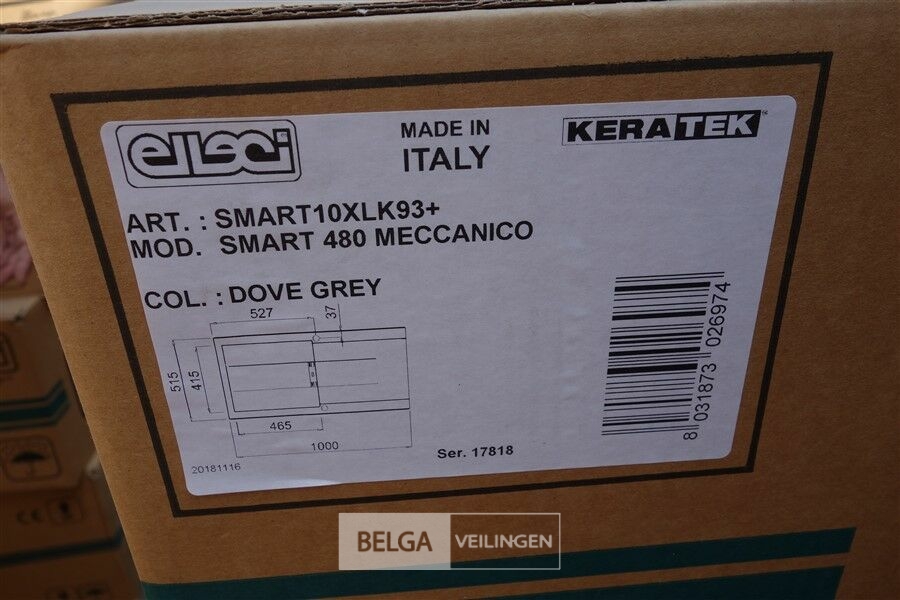 elleci
MADE IN
ITALY
KERATEK
ART. : SMART10XLK93+
MOD. SMART 480 MECCANICO
COL. : DOVE GREY
527
37
515
415
465
1000
20181116
Ser. 17818
8 031873 026974
CE
BELGA VEILINGEN